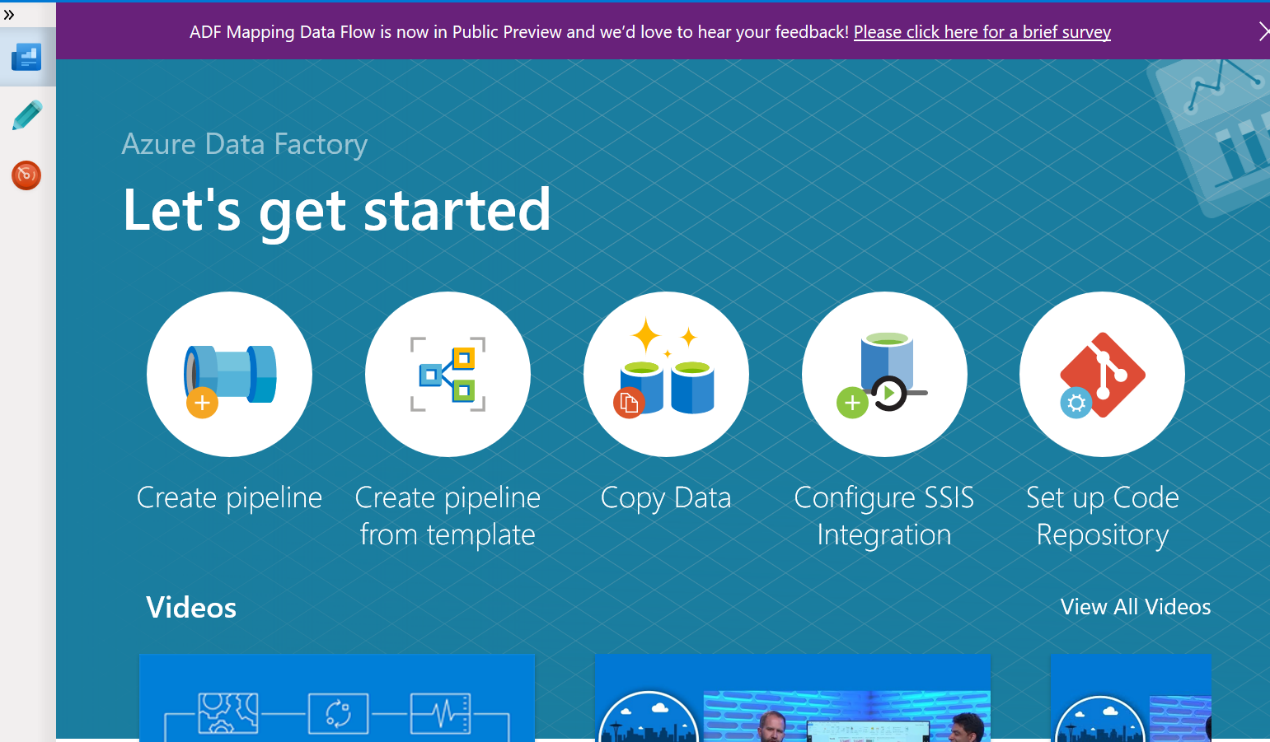 »
ADF Mapping Data Flow is now in Public Preview and we’d love to hear your feedback! Please click here for a brief survey
Azure Data Factory
Let's get started
Create pipeline
Create pipeline
from template
Copy Data
Configure SSIS
Integration
Set up Code
Repository
Videos
View All Videos